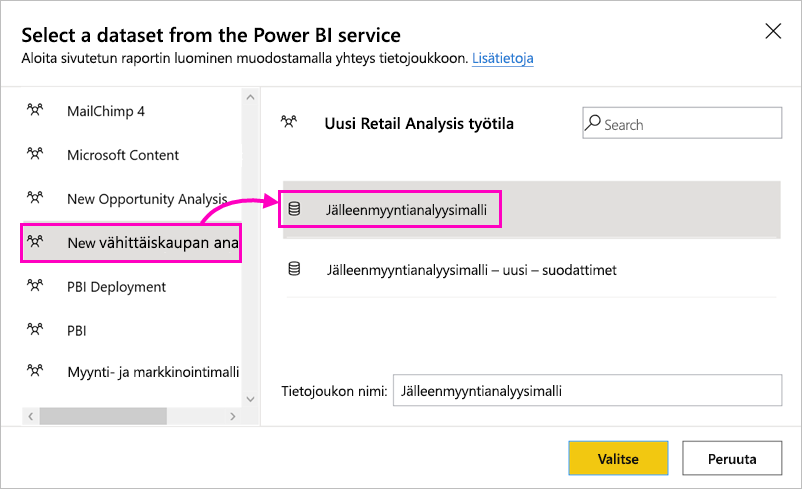 Select a dataset from the Power BI service
Aloita sivutetun raportin luominen muodostamalla yhteys tietojoukkoon. Lisätietoja
MailChimp 4
Microsoft Content
New Opportunity Analysis
New vähittäiskaupan ana
PBI Deployment
PBI
Myynti- ja markkinointimalli
Uusi Retail Analysis työtila
Search
Jälleenmyyntianalyysimalli
Jälleenmyyntianalyysimalli – uusi – suodattimet
Tietojoukon nimi: Jälleenmyyntianalyysimalli
Valitse
Peruuta